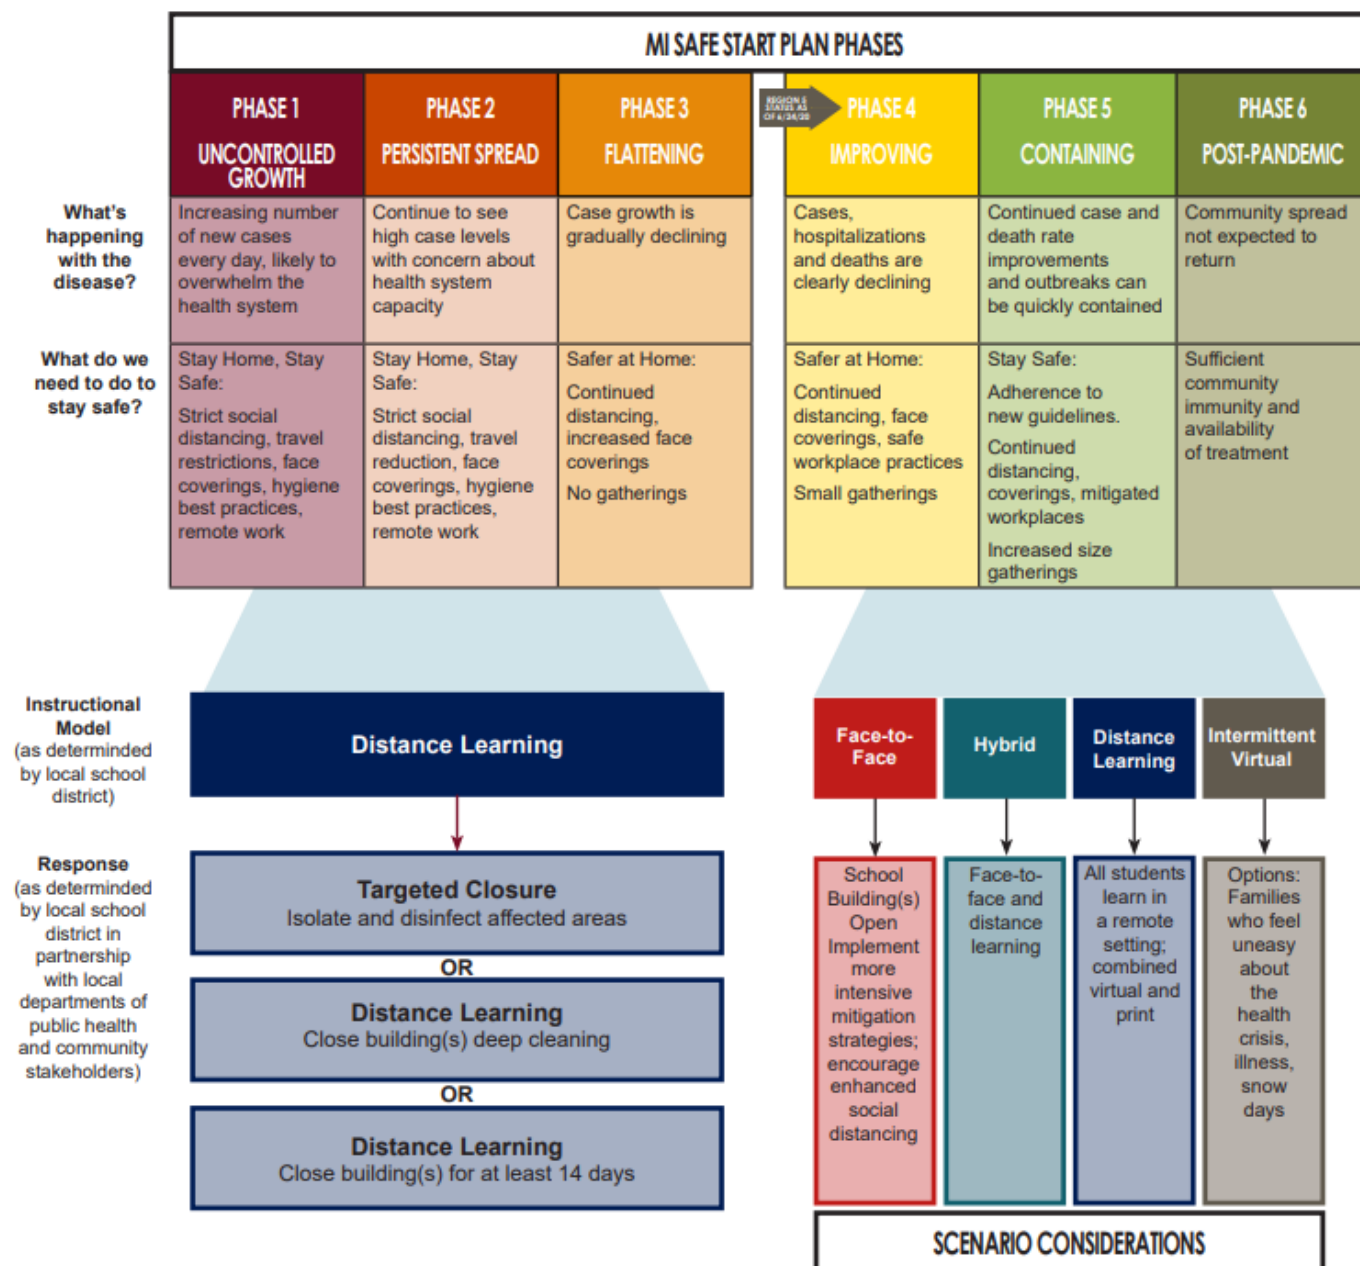 MI SAFE START PLAN PHASES
PHASE 1
UNCONTROLLED
GROWTH
PHASE 2
PERSISTENT SPREAD
PHASE 3
FLATTENING
REGION 5
STATUS AS
OF 6/24/20
PHASE 4
IMPROVING
PHASE 5
CONTAINING
PHASE 6
POST-PANDEMIC
What's
happening
with the
disease?
Increasing number
of new cases
every day, likely to
overwhelm the
health system
Continue to see
high case levels
with concern about
health system
capacity
Case growth is
gradually declining
Cases,
hospitalizations
and deaths are
clearly declining
Continued case and
death rate
improvements
and outbreaks can
be quickly contained
Community spread
not expected to
return
What do we
need to do to
stay safe?
Stay Home, Stay
Safe:
Strict social
distancing, travel
restrictions, face
coverings, hygiene
best practices,
remote work
Stay Home, Stay
Safe:
Strict social
distancing, travel
reduction, face
coverings, hygiene
best practices,
remote work
Safer at Home:
Continued
distancing,
increased face
coverings
No gatherings
Safer at Home:
Continued
distancing, face
coverings, safe
workplace practices
Small gatherings
Stay Safe:
Adherence to
new guidelines.
Continued
distancing,
coverings, mitigated
workplaces
Increased size
gatherings
Sufficient
community
immunity and
availability
of treatment
Instructional
Model
(as determinded
by local school
district)
Distance Learning
Face-to-
Face
Hybrid
Distance
Learning
Intermittent
Virtual
Response
(as determinded
by local school
district in
partnership
with local
departments of
public health
and community
stakeholders)
Targeted Closure
Isolate and disinfect affected areas
OR
Distance Learning
Close building(s) deep cleaning
OR
Distance Learning
Close building(s) for at least 14 days
School
Building(s)
Open
Implement
more
intensive
mitigation
strategies;
encourage
enhanced
social
distancing
Face-to-
face and
distance
learning
All students
learn in
a remote
setting;
combined
virtual and
print
Options:
Families
who feel
uneasy
about
the
health
crisis,
illness,
snow
days
SCENARIO CONSIDERATIONS